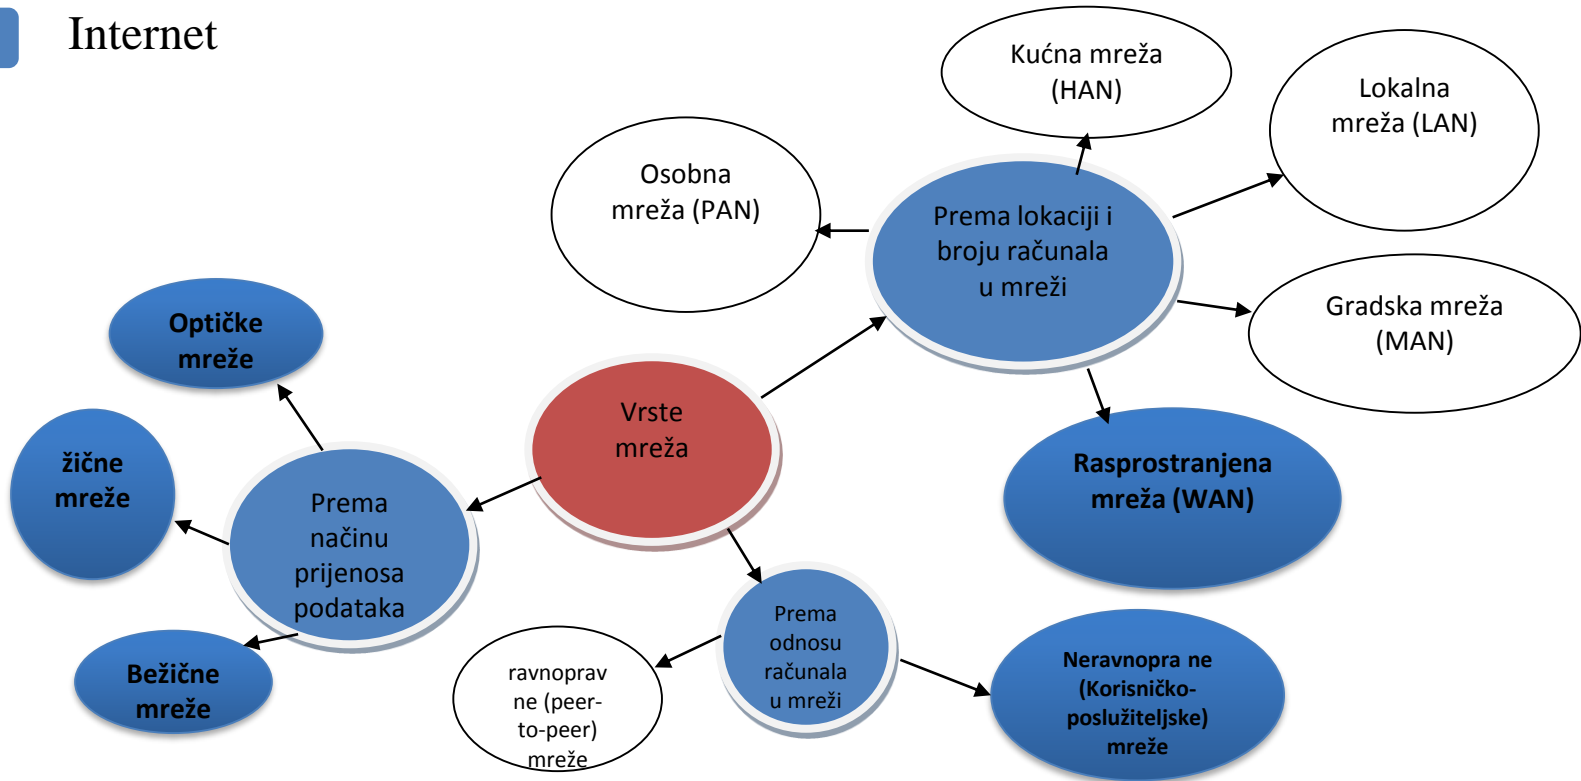 Internet
Kućna mreža
(HAN)
Lokalna
mreža (LAN)
Osobna
mreža (PAN)
Prema lokaciji i
broju računala
u mreži
Gradska mreža
(MAN)
Optičke
mreže
Vrste
mreža
Rasprostranjena
mreža (WAN)
žične
mreže
Prema
načinu
prijenosa
podataka
Prema
odnosu
računala
u mreži
Bežične
mreže
ravnoprav
ne (peer-
to-peer)
mreže
Neravnopra ne
(Korisničko-
poslužiteljske)
mreže